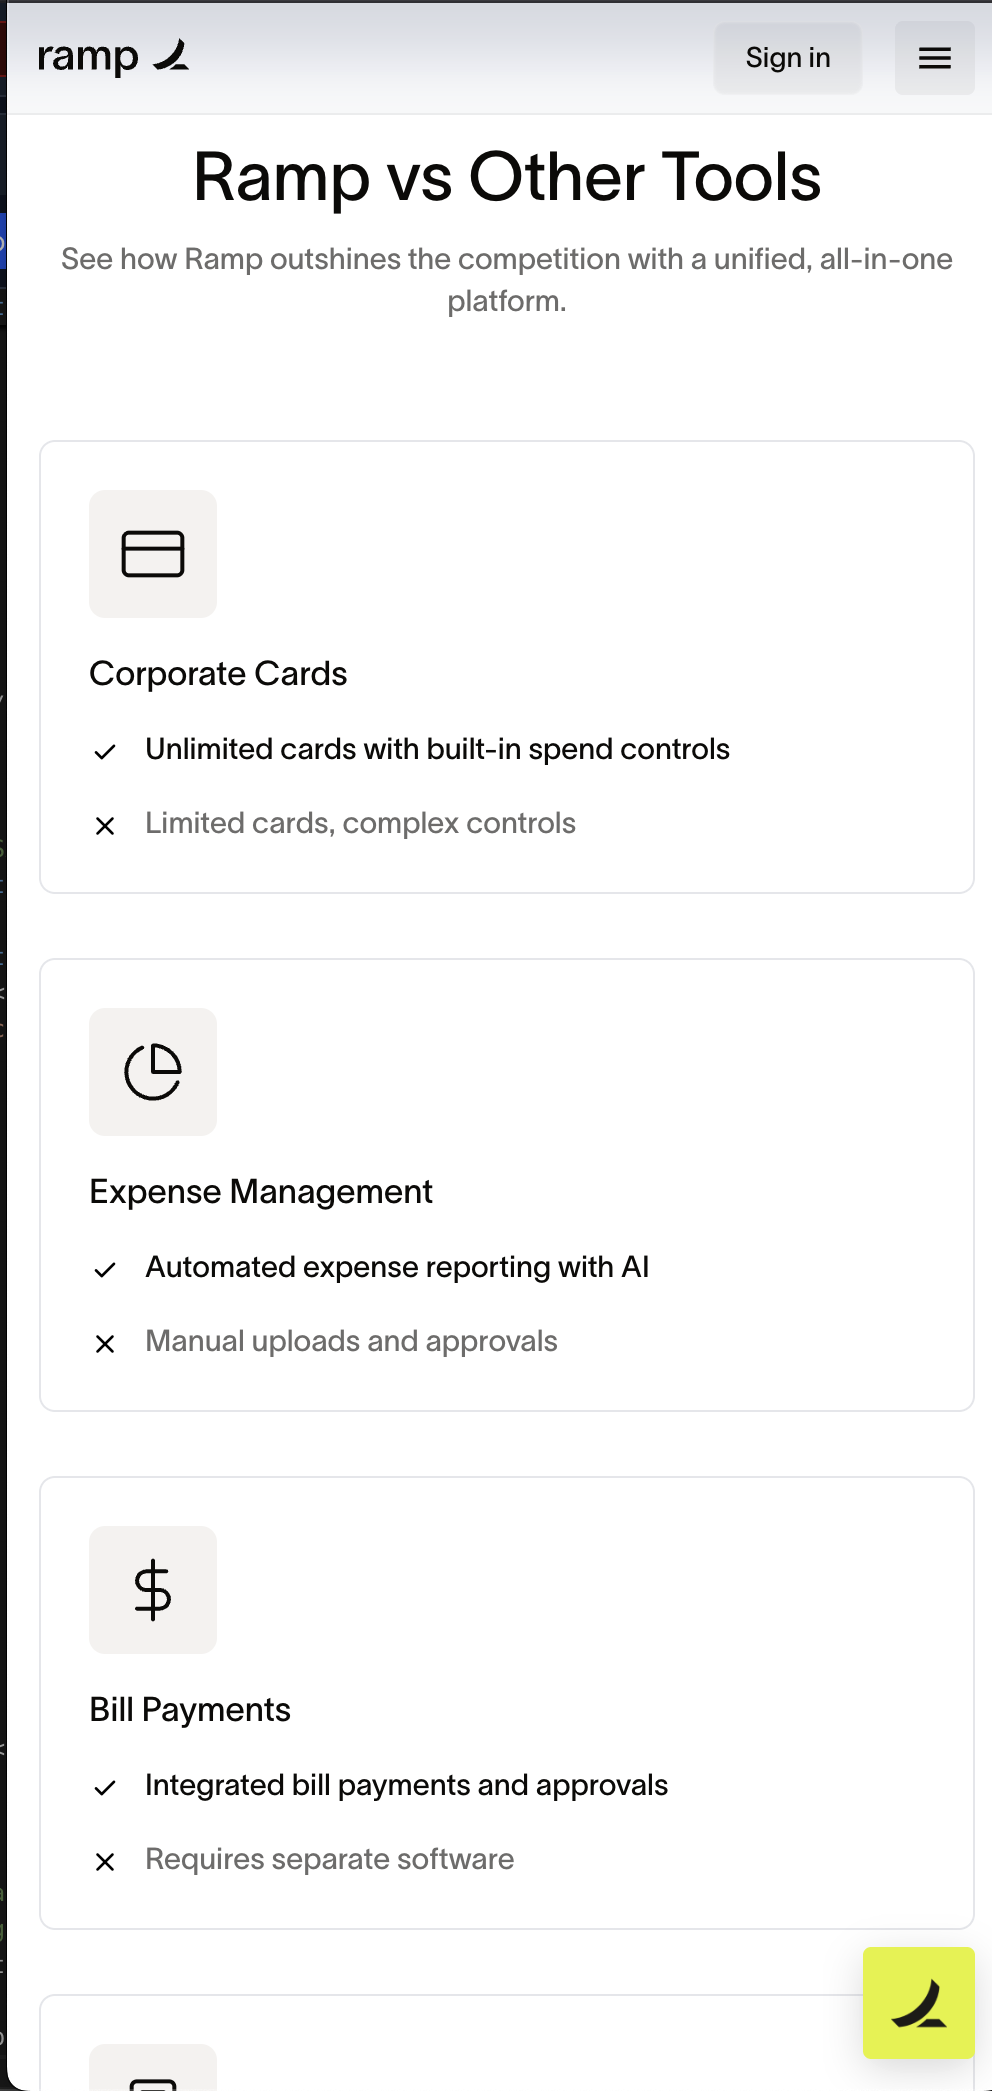 ramp
Sign in
Ramp vs Other Tools
See how Ramp outshines the competition with a unified, all-in-one
platform.
Corporate Cards
Unlimited cards with built-in spend controls
Limited cards, complex controls
Expense Management
Automated expense reporting with AI
Manual uploads and approvals
$
Bill Payments
Integrated bill payments and approvals
Requires separate software